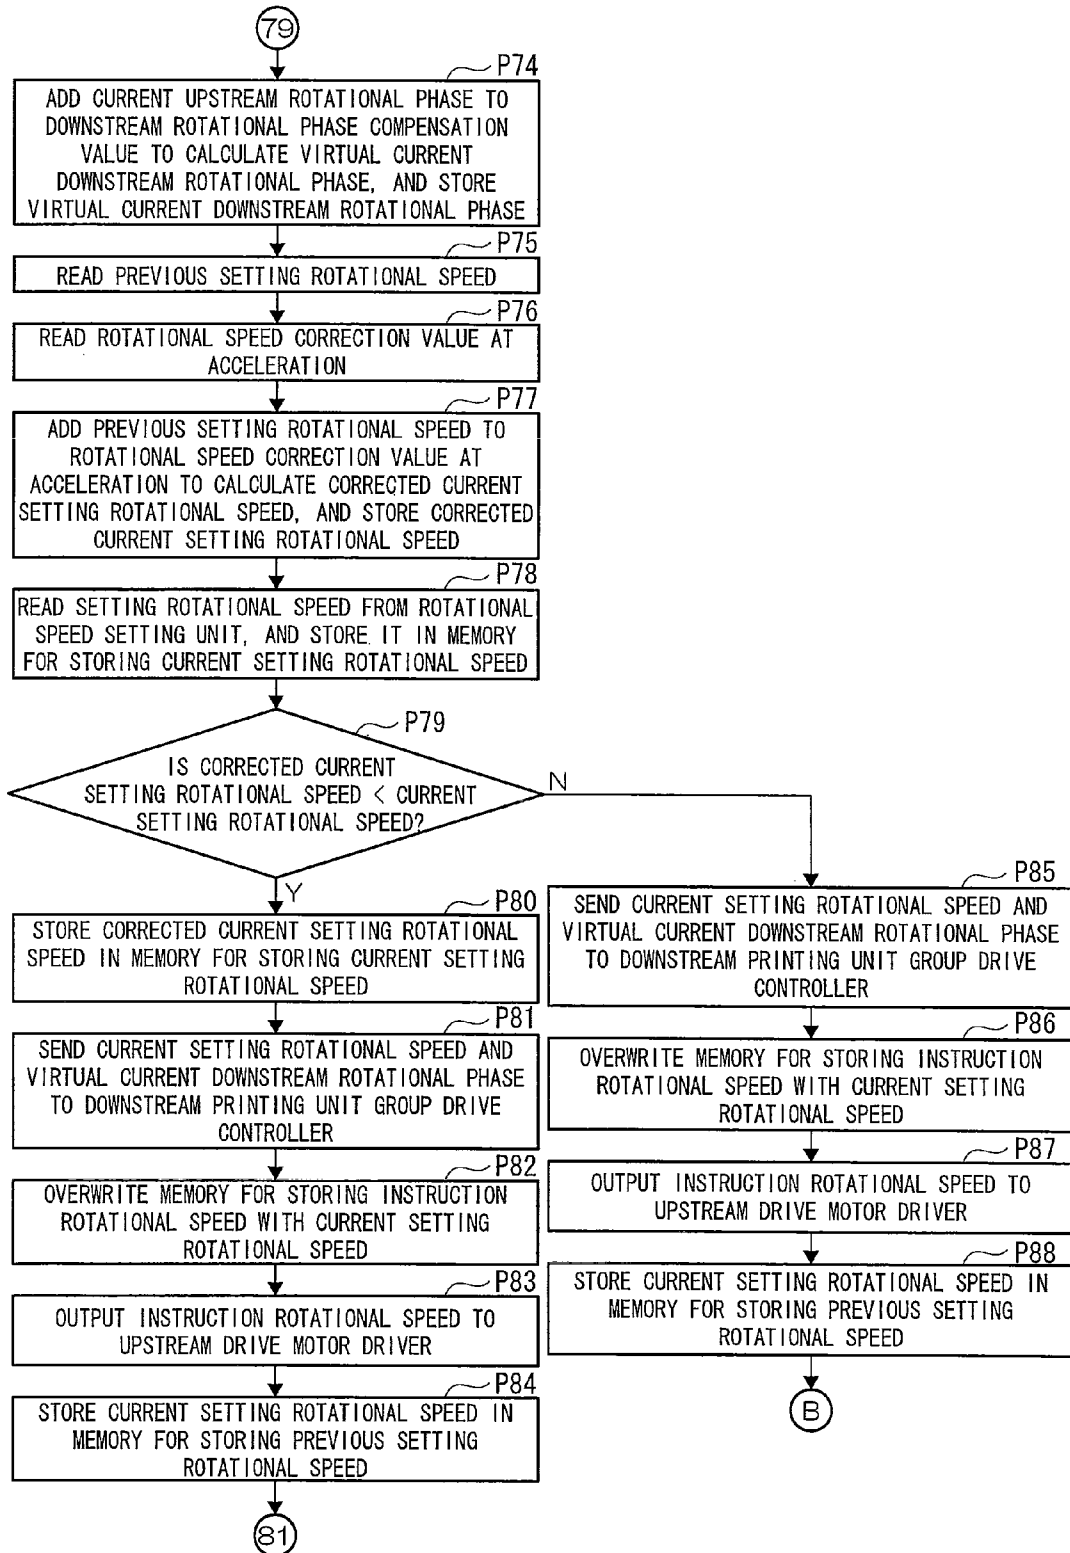 79
P74
ADD CURRENT UPSTREAM ROTATIONAL PHASE TO
DOWNSTREAM ROTATIONAL PHASE COMPENSATION
VALUE TO CALCULATE VIRTUAL CURRENT
DOWNSTREAM ROTATIONAL PHASE, AND STORE
VIRTUAL CURRENT DOWNSTREAM ROTATIONAL PHASE
P75
READ PREVIOUS SETTING ROTATIONAL SPEED
P76
READ ROTATIONAL SPEED CORRECTION VALUE AT
ACCELERATION
P77
ADD PREVIOUS SETTING ROTATIONAL SPEED TO
ROTATIONAL SPEED CORRECTION VALUE AT
ACCELERATION TO CALCULATE CORRECTED CURRENT
SETTING ROTATIONAL SPEED, AND STORE CORRECTED
CURRENT SETTING ROTATIONAL SPEED
P78
READ SETTING ROTATIONAL SPEED FROM ROTATIONAL
SPEED SETTING UNIT, AND STORE IT IN MEMORY
FOR STORING CURRENT SETTING ROTATIONAL SPEED
P79
IS CORRECTED CURRENT
SETTING ROTATIONAL SPEED < CURRENT
SETTING ROTATIONAL SPEED?
N
Y
P80
STORE CORRECTED CURRENT SETTING ROTATIONAL
SPEED IN MEMORY FOR STORING CURRENT SETTING
ROTATIONAL SPEED
P81
SEND CURRENT SETTING ROTATIONAL SPEED AND
VIRTUAL CURRENT DOWNSTREAM ROTATIONAL PHASE
TO DOWNSTREAM PRINTING UNIT GROUP DRIVE
CONTROLLER
P82
OVERWRITE MEMORY FOR STORING INSTRUCTION
ROTATIONAL SPEED WITH CURRENT SETTING
ROTATIONAL SPEED
P83
OUTPUT INSTRUCTION ROTATIONAL SPEED TO
UPSTREAM DRIVE MOTOR DRIVER
P84
STORE CURRENT SETTING ROTATIONAL SPEED IN
MEMORY FOR STORING PREVIOUS SETTING
ROTATIONAL SPEED
81
P85
SEND CURRENT SETTING ROTATIONAL SPEED AND
VIRTUAL CURRENT DOWNSTREAM ROTATIONAL PHASE
TO DOWNSTREAM PRINTING UNIT GROUP DRIVE
CONTROLLER
P86
OVERWRITE MEMORY FOR STORING INSTRUCTION
ROTATIONAL SPEED WITH CURRENT SETTING
ROTATIONAL SPEED
P87
OUTPUT INSTRUCTION ROTATIONAL SPEED TO
UPSTREAM DRIVE MOTOR DRIVER
P88
STORE CURRENT SETTING ROTATIONAL SPEED IN
MEMORY FOR STORING PREVIOUS SETTING
ROTATIONAL SPEED
B